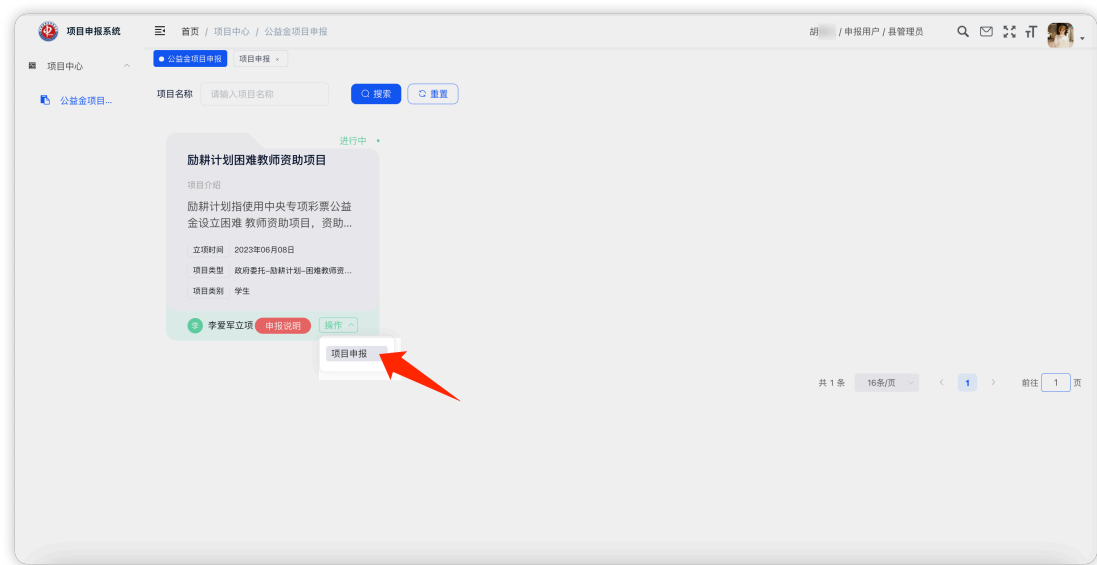 项目申报系统
首页 / 项目中心 / 公益金项目申报
胡 / 申报用户 / 县管理员
项目中心
公益金项目申报
项目申报 ×
公益金项目...
项目名称
请输入项目名称
搜索
重置
进行中
励耕计划困难教师资助项目
项目介绍
励耕计划指使用中央专项彩票公益
金设立困难 教师资助项目，资助...
立项时间 2023年06月08日
项目类型 政府委托–励耕计划–困难教师资...
项目类别 学生
李 李爱军立项 申报说明 操作
项目申报
共 1 条 16条/页 < 1 > 前往 1 页